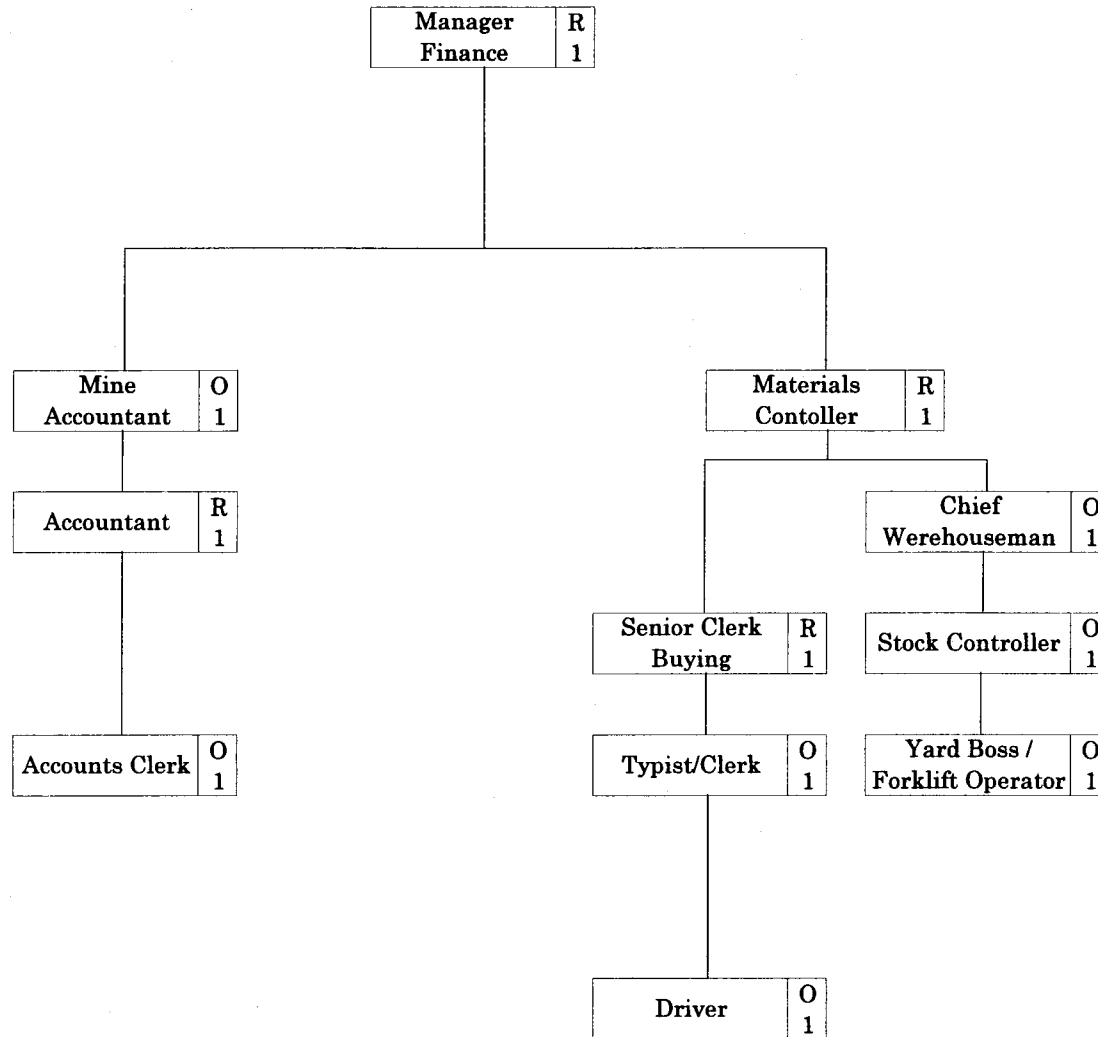 Manager R
Finance 1
Mine O
Accountant 1
Materials R
Contoller 1
Accountant R
1
Chief O
Werehouseman 1
Senior Clerk R
Buying 1
Stock Controller O
1
Accounts Clerk O
1
Typist/Clerk O
1
Yard Boss / O
Forklift Operator 1
Driver O
1